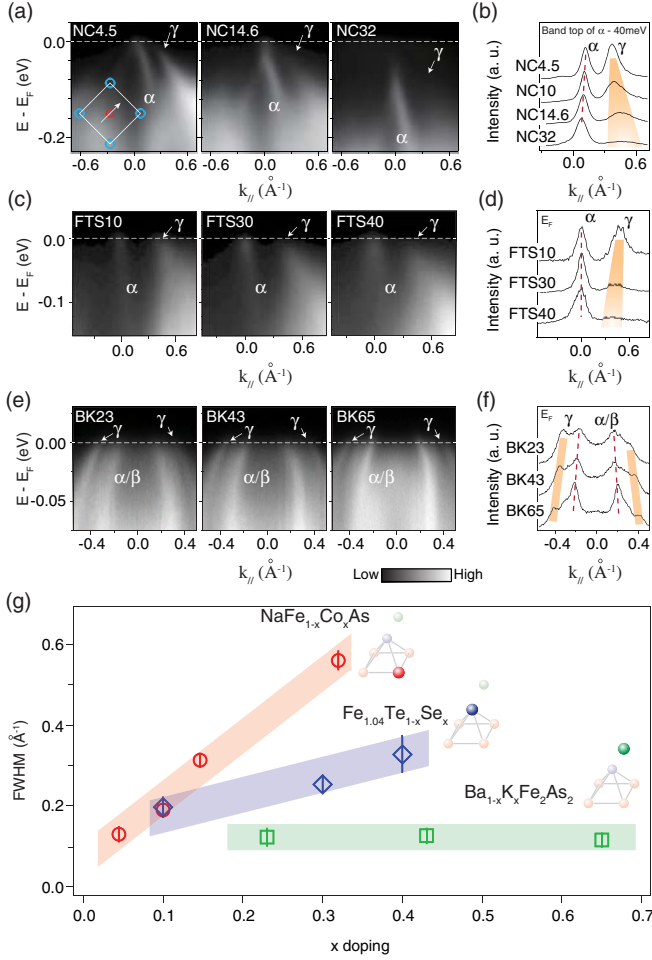 (a)
NC4.5
NC14.6
NC32
γ
γ
γ
α
α
α
E - E_F (eV)
0.0
-0.2
-0.6 0.0 0.6
-0.6 0.0 0.6
-0.6 0.0 0.6
k// (Å-1)
(b)
Band top of α - 40meV
α
γ
NC4.5
NC10
NC14.6
NC32
Intensity (a. u.)
0.0 0.6
k// (Å-1)
(c)
FTS10
FTS30
FTS40
γ
γ
γ
α
α
α
E - E_F (eV)
0.0
-0.1
0.0 0.6
0.0 0.6
0.0 0.6
k// (Å-1)
(d)
E_F
α
γ
FTS10
FTS30
FTS40
Intensity (a. u.)
0.0 0.6
k// (Å-1)
(e)
BK23
BK43
BK65
γ
γ
γ
α/β
α/β
α/β
E - E_F (eV)
0.00
-0.05
-0.4 0.0 0.4
-0.4 0.0 0.4
-0.4 0.0 0.4
k// (Å-1)
Low High
(f)
E_F
γ
α/β
BK23
BK43
BK65
Intensity (a. u.)
-0.4 0.0 0.4
k// (Å-1)
(g)
NaFe1-xCoxAs
Fe1.04Te1-xSex
Ba1-xKxFe2As2
FWHM (Å-1)
0.6
0.4
0.2
0.0
0.0 0.1 0.2 0.3 0.4 0.5 0.6 0.7
x doping